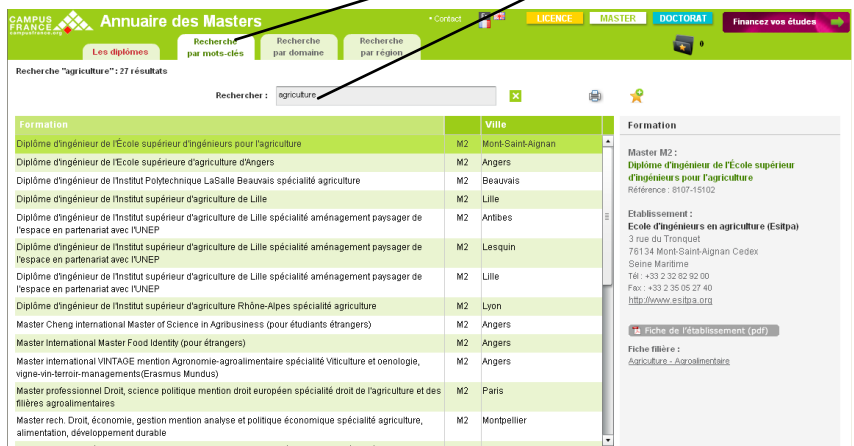 CAMPUS FRANCE
campusfrance.org
Annuaire des Masters
Contact
LICENCE
MASTER
DOCTORAT
Financez vos études
Les diplômes
Recherche par mots-clés
Recherche par domaine
Recherche par région
0
Recherche "agriculture" : 27 résultats
Rechercher : agriculture
Formation Ville
Diplôme d'ingénieur de l'École supérieur d'ingénieurs pour l'agriculture M2 Mont-Saint-Aignan
Diplôme d'ingénieur de l'Ecole supérieure d'agriculture d'Angers M2 Angers
Diplôme d'ingénieur de l'Institut Polytechnique LaSalle Beauvais spécialité agriculture M2 Beauvais
Diplôme d'ingénieur de l'Institut supérieur d'agriculture de Lille M2 Lille
Diplôme d'ingénieur de l'Institut supérieur d'agriculture de Lille spécialité aménagement paysager de M2 Antibes
l'espace en partenariat avec l'UNEP
Diplôme d'ingénieur de l'Institut supérieur d'agriculture de Lille spécialité aménagement paysager de M2 Lesquin
l'espace en partenariat avec l'UNEP
Diplôme d'ingénieur de l'Institut supérieur d'agriculture de Lille spécialité aménagement paysager de M2 Lille
l'espace en partenariat avec l'UNEP
Diplôme d'ingénieur de l'Institut supérieur d'agriculture Rhône-Alpes spécialité agriculture M2 Lyon
Master Cheng international Master of Science in Agribusiness (pour étudiants étrangers) M2 Angers
Master International Master Food Identity (pour étrangers) M2 Angers
Master international VINTAGE mention Agronomie-agroalimentaire spécialité Viticulture et oenologie, M2 Angers
vigne-vin-terroir-managements(Erasmus Mundus)
Master professionnel Droit, science politique mention droit européen spécialité droit de l'agriculture et des M2 Paris
filières agroalimentaires
Master rech. Droit, économie, gestion mention analyse et politique économique spécialité agriculture, M2 Montpellier
alimentation, développement durable
Formation
Master M2 :
Diplôme d'ingénieur de l'École supérieur
d'ingénieurs pour l'agriculture
Référence : 8107-15102
Etablissement :
Ecole d'ingénieurs en agriculture (Esitpa)
3 rue du Tronquet
76134 Mont-Saint-Aignan Cedex
Seine Maritime
Tél : +33 2 32 82 92 00
Fax : +33 2 35 05 27 40
http://www.esitpa.org
Fiche de l'établissement (pdf)
Fiche filière :
Agriculture - Agroalimentaire